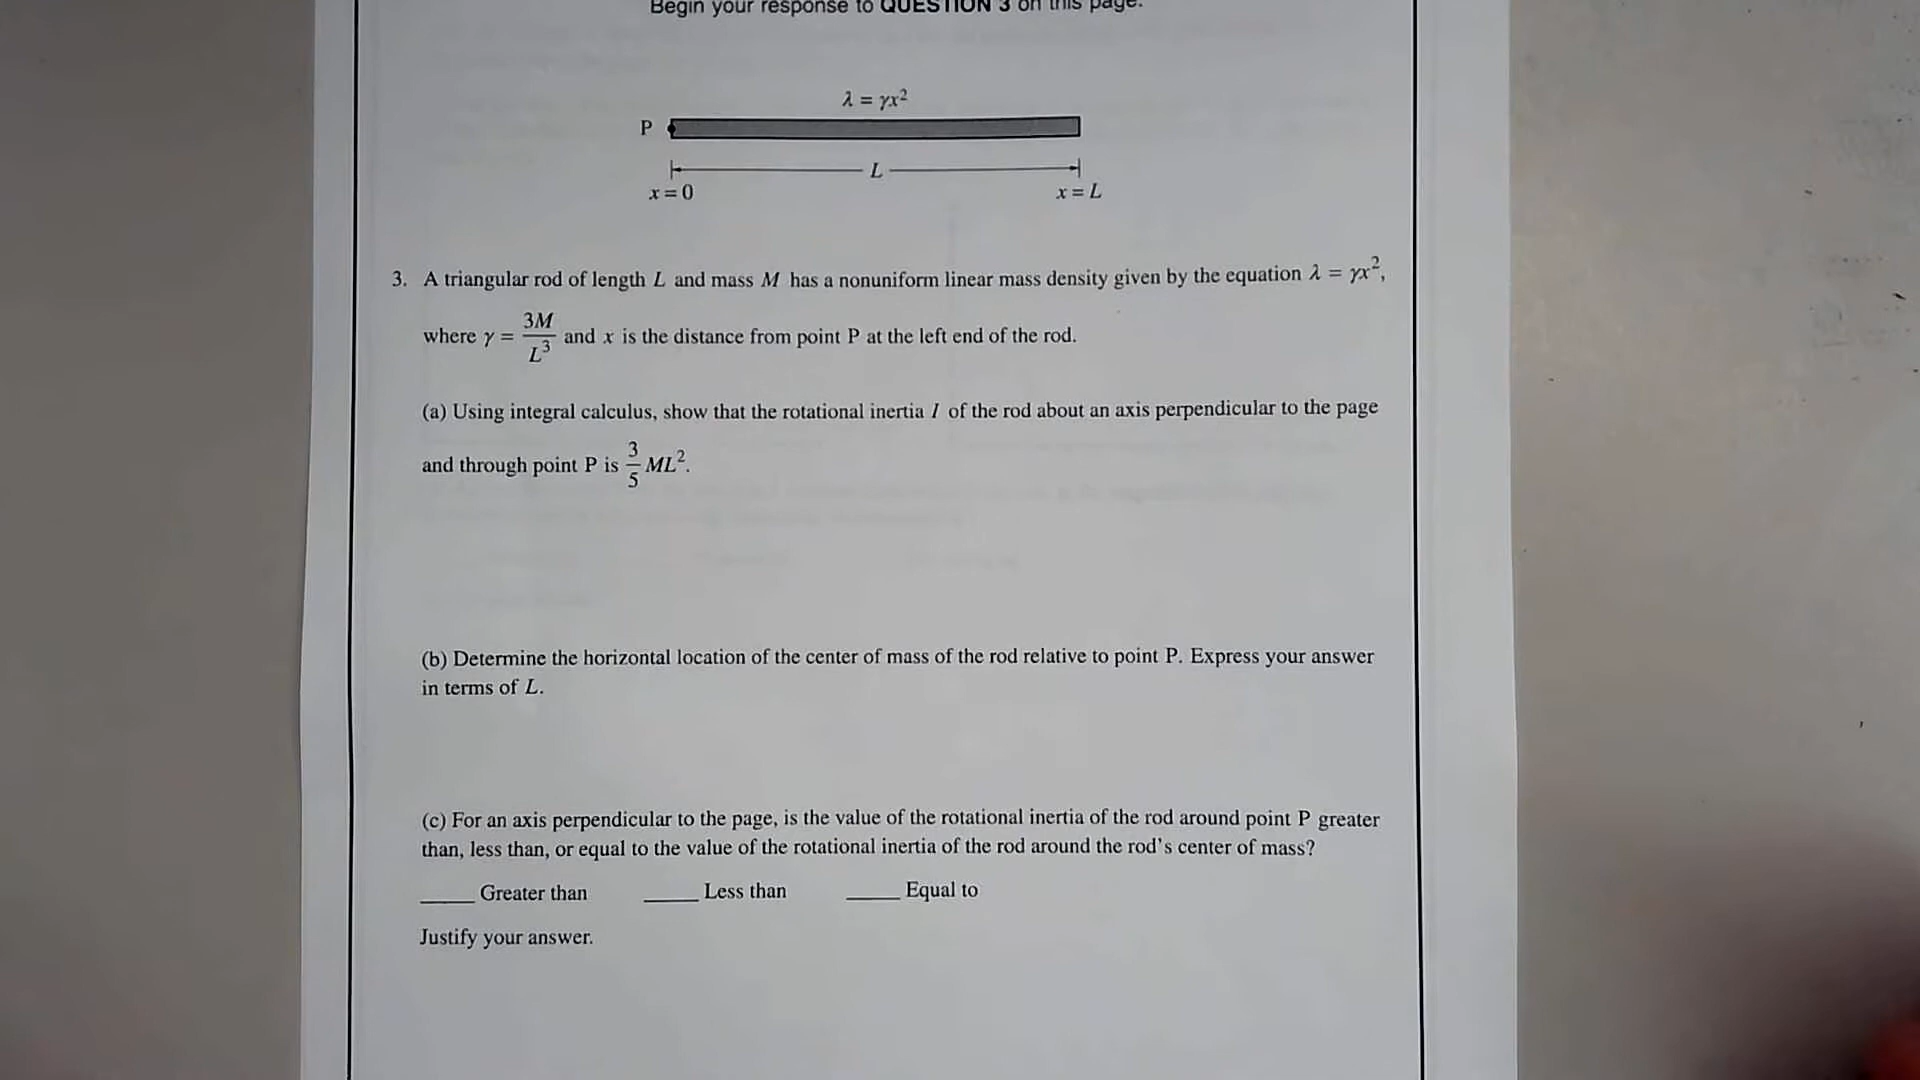 Begin your response to QUESTION 3 on this page.
λ = γx²
P
L
x = 0
x = L
3. A triangular rod of length L and mass M has a nonuniform linear mass density given by the equation λ = γx²,
where γ = 3M/L³ and x is the distance from point P at the left end of the rod.
(a) Using integral calculus, show that the rotational inertia I of the rod about an axis perpendicular to the page
and through point P is 3/5 ML².
(b) Determine the horizontal location of the center of mass of the rod relative to point P. Express your answer
in terms of L.
(c) For an axis perpendicular to the page, is the value of the rotational inertia of the rod around point P greater
than, less than, or equal to the value of the rotational inertia of the rod around the rod's center of mass?
____ Greater than ____ Less than ____ Equal to
Justify your answer.